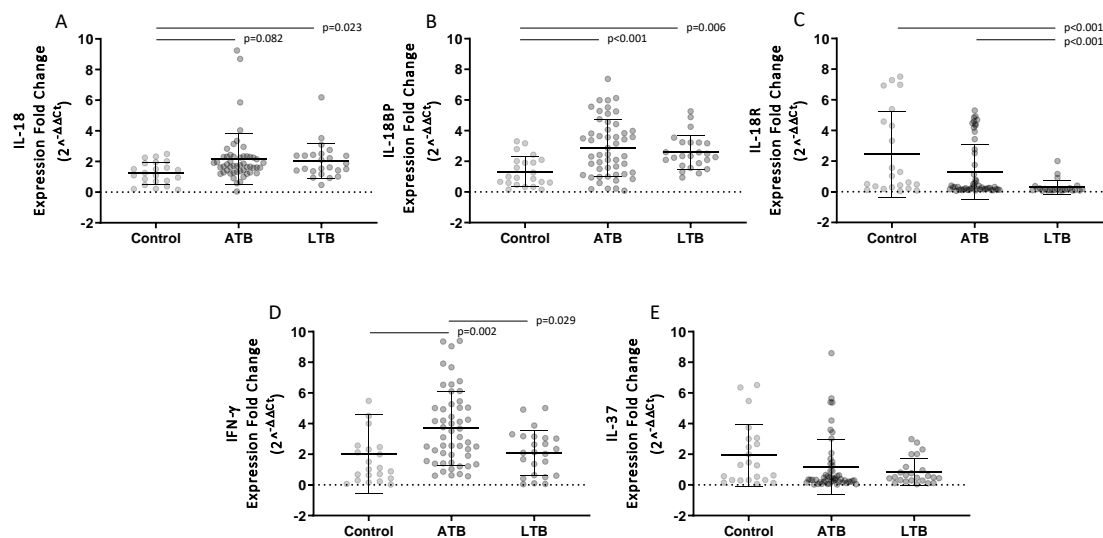 A
p=0.023
p=0.082
IL-18
Expression Fold Change
(2^-ΔΔCt)
10
8
6
4
2
0
-2
Control ATB LTB
B
p=0.006
p<0.001
IL-18BP
Expression Fold Change
(2^-ΔΔCt)
10
8
6
4
2
0
-2
Control ATB LTB
C
p<0.001
p<0.001
IL-18R
Expression Fold Change
(2^-ΔΔCt)
10
8
6
4
2
0
-2
Control ATB LTB
D
p=0.029
p=0.002
IFN-γ
Expression Fold Change
(2^-ΔΔCt)
10
8
6
4
2
0
-2
Control ATB LTB
E
IL-37
Expression Fold Change
(2^-ΔΔCt)
10
8
6
4
2
0
-2
Control ATB LTB